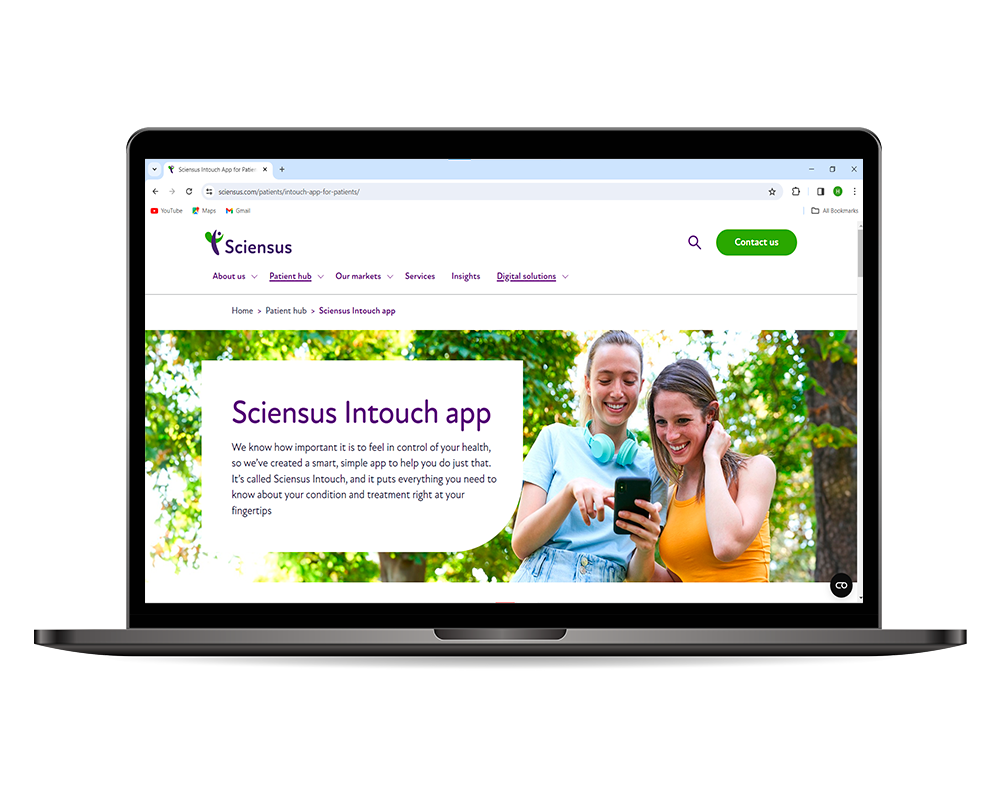 Sciensus Intouch App for Patien
sciensus.com/patients/intouch-app-for-patients/
H
YouTube Maps Gmail All Bookmarks
Sciensus
Contact us
About us Patient hub Our markets Services Insights Digital solutions
Home > Patient hub > Sciensus Intouch app
Sciensus Intouch app
We know how important it is to feel in control of your health,
so we've created a smart, simple app to help you do just that.
It's called Sciensus Intouch, and it puts everything you need to
know about your condition and treatment right at your
fingertips